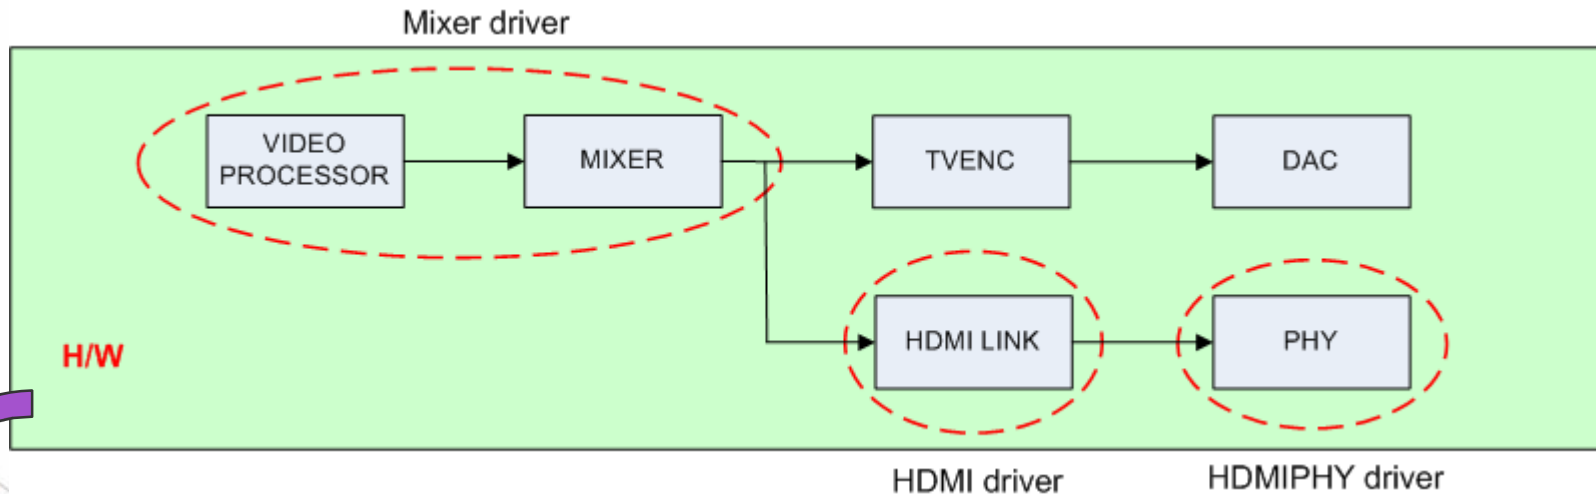 Mixer driver
VIDEO
PROCESSOR
MIXER
TVENC
DAC
HDMI LINK
PHY
H/W
HDMI driver
HDMIPHY driver